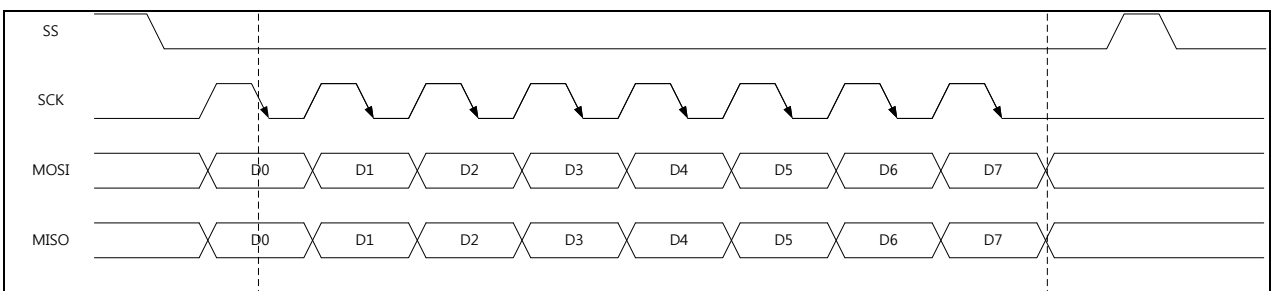 SS
SCK
MOSI D0 D1 D2 D3 D4 D5 D6 D7
MISO D0 D1 D2 D3 D4 D5 D6 D7